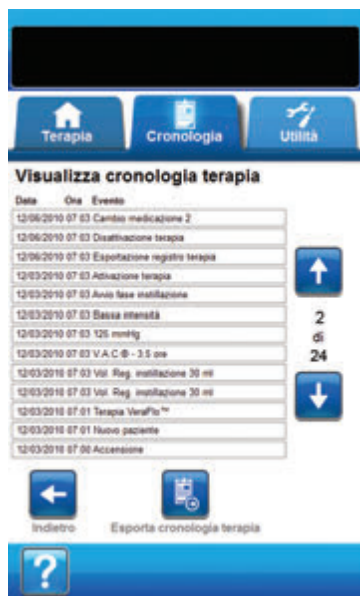 Terapia
Cronologia
Utilità
Visualizza cronologia terapia
Data Ora Evento
12/06/2010 07:03 Cambio medicazione 2
12/06/2010 07:03 Disattivazione terapia
12/06/2010 07:03 Esportazione registro terapia
12/03/2010 07:03 Attivazione terapia
12/03/2010 07:03 Avvio fase instillazione
12/03/2010 07:03 Bassa intensità
12/03/2010 07:03 125 mmHg
12/03/2010 07:03 V.A.C.® - 3.5 ore
12/03/2010 07:03 Vol. Reg. instillazione 30 ml
12/03/2010 07:03 Vol. Reg. instillazione 30 ml
12/03/2010 07:01 Terapia VeraFlo™
12/03/2010 07:01 Nuovo paziente
12/03/2010 07:00 Accensione
2
di
24
Indietro
Esporta cronologia terapia
?